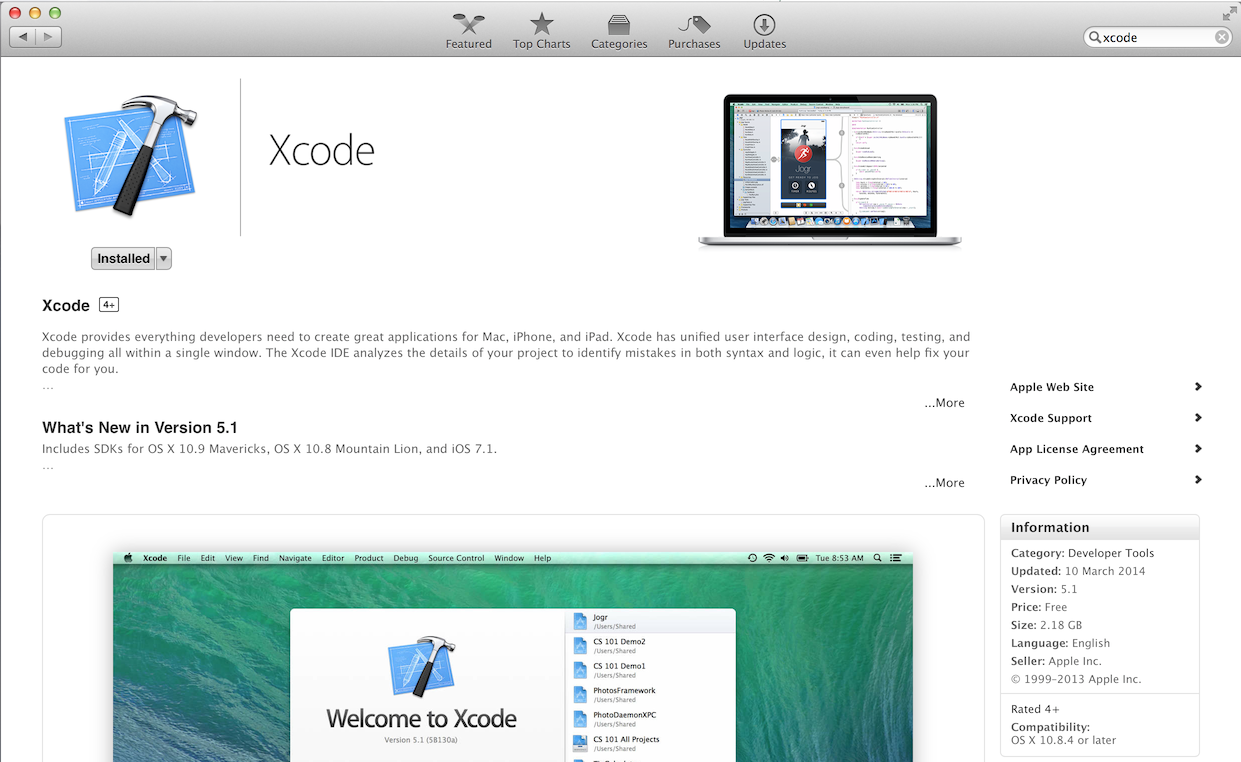 Featured
Top Charts
Categories
Purchases
Updates
xcode
Xcode
Installed
Xcode 4+
Xcode provides everything developers need to create great applications for Mac, iPhone, and iPad. Xcode has unified user interface design, coding, testing, and
debugging all within a single window. The Xcode IDE analyzes the details of your project to identify mistakes in both syntax and logic, it can even help fix your
code for you.
...
...More
What's New in Version 5.1
Includes SDKs for OS X 10.9 Mavericks, OS X 10.8 Mountain Lion, and iOS 7.1.
...
...More
Apple Web Site
Xcode Support
App License Agreement
Privacy Policy
Xcode File Edit View Find Navigate Editor Product Debug Source Control Window Help Tue 8:53 AM
Welcome to Xcode
Version 5.1 (5B130a)
Jogr
/Users/Shared
CS 101 Demo2
/Users/Shared
CS 101 Demo1
/Users/Shared
PhotosFramework
/Users/Shared
PhotoDaemonXPC
/Users/Shared
CS 101 All Projects
/Users/Shared
Information
Category: Developer Tools
Updated: 10 March 2014
Version: 5.1
Price: Free
Size: 2.18 GB
Language: English
Seller: Apple Inc.
© 1999-2013 Apple Inc.
Rated 4+
Compatibility:
OS X 10.8.4 or later